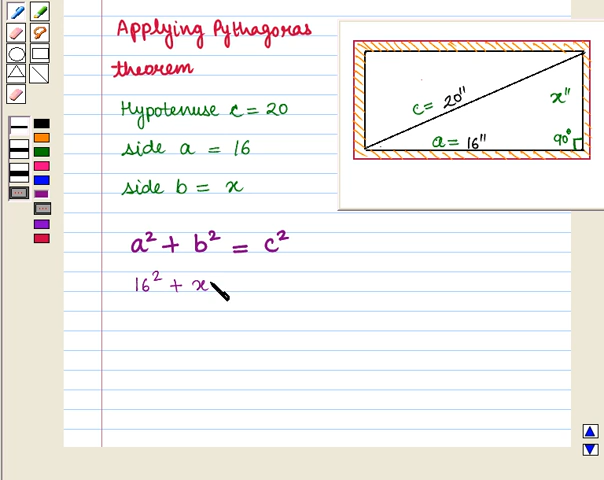 Applying Pythagoras
theorem
Hypotenuse c = 20
side a = 16
side b = x
a² + b² = c²
16² + x
c = 20"
x"
a = 16"
90°